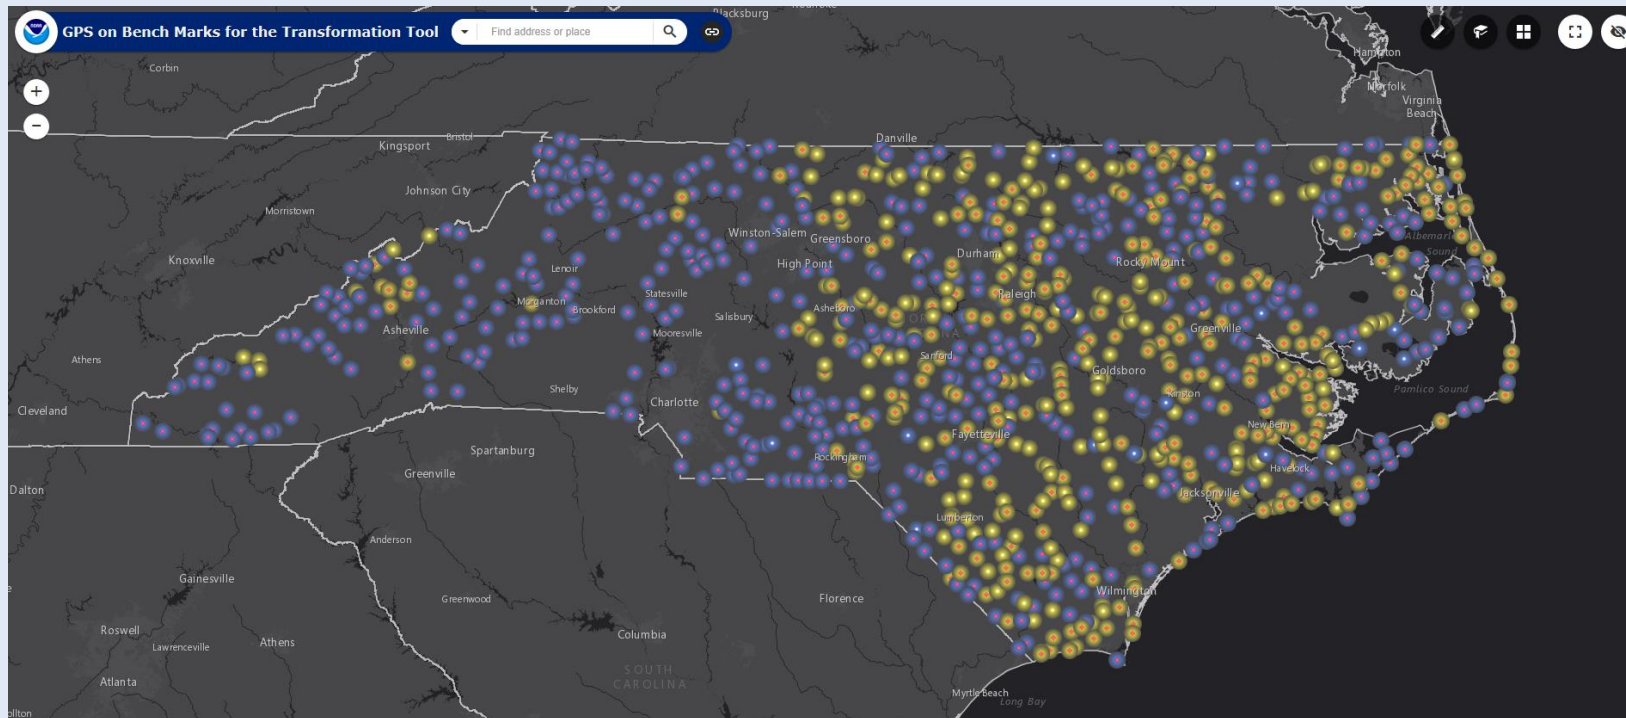 GPS on Bench Marks for the Transformation Tool
Find address or place
Blacksburg
Corbin
Hampton
Norfolk
Virginia
Beach
Bristol
Danville
Kingsport
Johnson City
Morristown
Winston-Salem
Greensboro
Albemarle
Sound
Durham
Knoxville
High Point
Rocky Mount
Lenoir
Statesville
Raleigh
Morganton
Brookford
Asheboro
Salisbury
Asheville
Mooresville
Greenville
Athens
Sanford
Goldsboro
Shelby
Pamlico Sound
Kinston
Charlotte
Cleveland
New Bern
Fayetteville
Spartanburg
Rockingham
Greenville
Havelock
Dalton
Jacksonville
Lumberton
Anderson
Gainesville
Wilmington
Greenwood
Florence
Roswell
Columbia
Athens
Lawrenceville
SOUTH
CAROLINA
Atlanta
Myrtle Beach
Long Bay